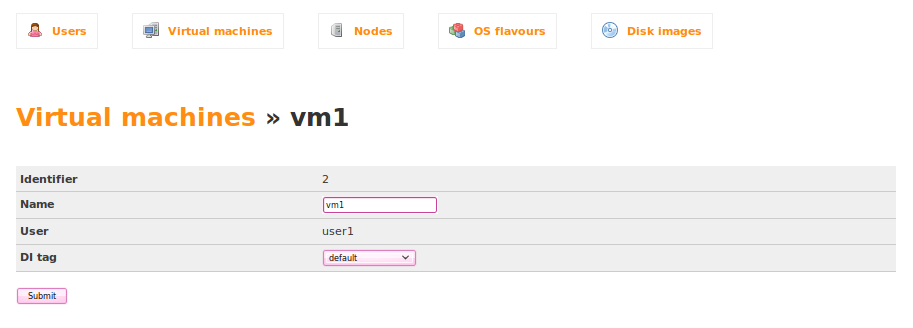 Users Virtual machines Nodes OS flavours Disk images
Virtual machines » vm1
Identifier 2
Name vm1
User user1
DI tag default
Submit